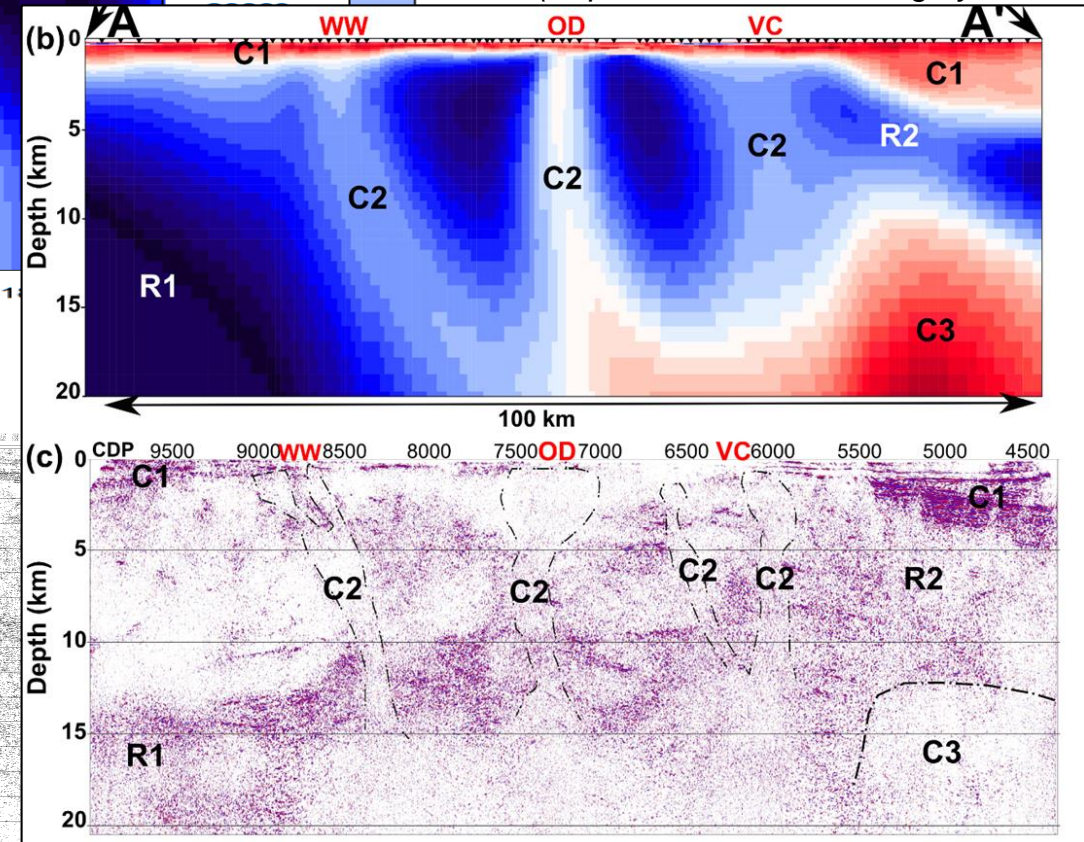 A A'
(b) WW OD VC
0
C1
C1
5
R2
C2
C2
C2
Depth (km)
10
R1
15
C3
20
100 km
(c) CDP 9500 9000 WW 8500 8000 7500 OD 7000 6500 VC 6000 5500 5000 4500
0
C1
C1
5
C2
C2
C2
C2
R2
Depth (km)
10
15
R1
C3
20